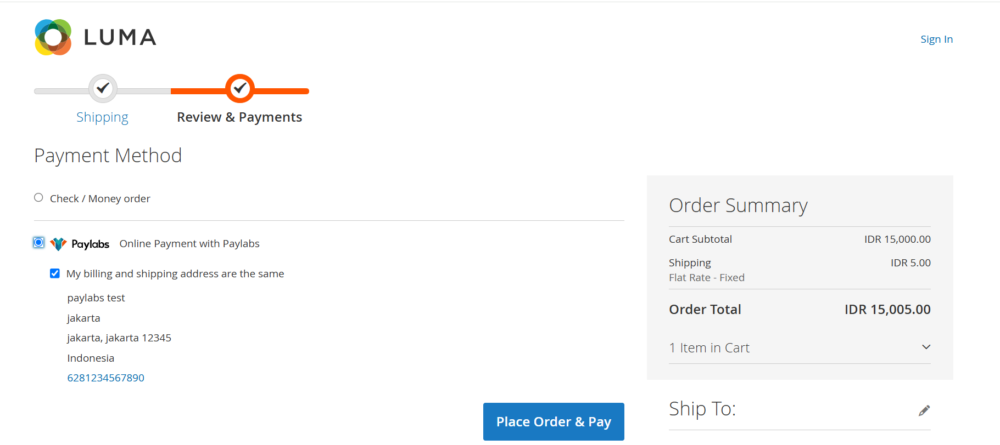 LUMA
Sign In
Shipping
Review & Payments
Payment Method
Check / Money order
Paylabs Online Payment with Paylabs
My billing and shipping address are the same
paylabs test
jakarta
jakarta, jakarta 12345
Indonesia
6281234567890
Place Order & Pay
Order Summary
Cart Subtotal IDR 15,000.00
Shipping IDR 5.00
Flat Rate - Fixed
Order Total IDR 15,005.00
1 Item in Cart
Ship To: